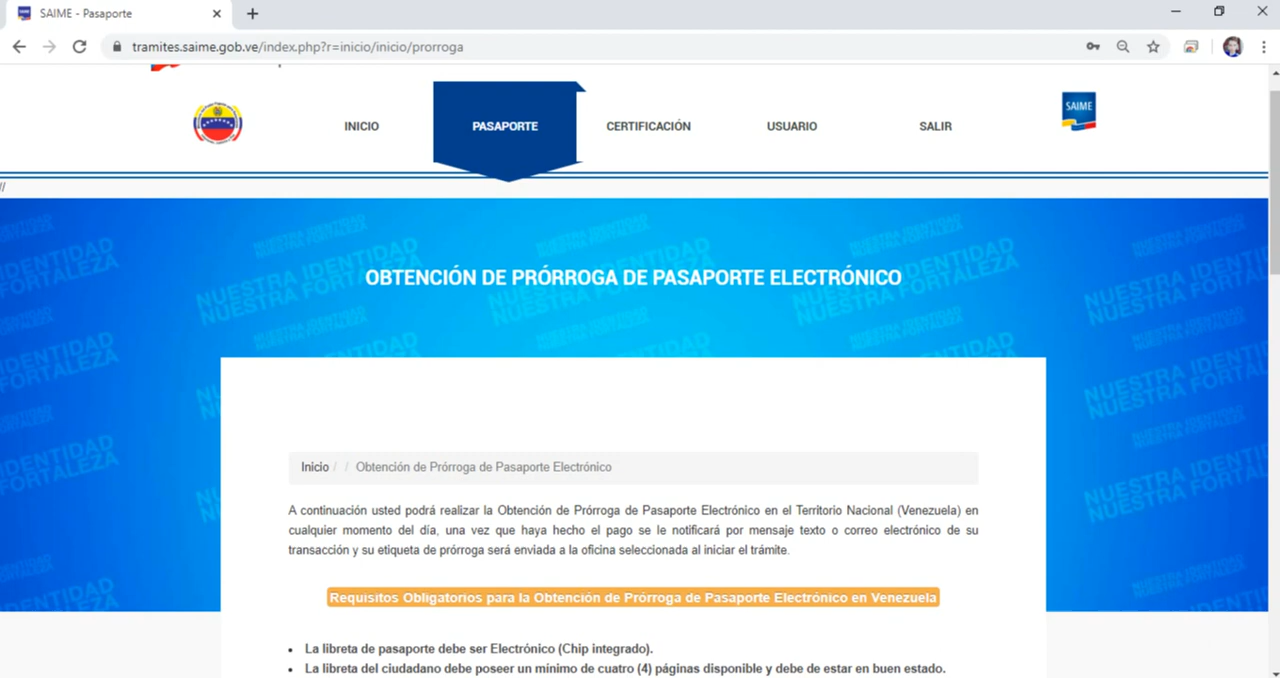 SAIME - Pasaporte
tramites.saime.gob.ve/index.php?r=inicio/inicio/prorroga
INICIO
PASAPORTE
CERTIFICACIÓN
USUARIO
SALIR
SAIME
//
NUESTRA IDENTIDAD
NUESTRA FORTALEZA
OBTENCIÓN DE PRÓRROGA DE PASAPORTE ELECTRÓNICO
Inicio / / Obtención de Prórroga de Pasaporte Electrónico
A continuación usted podrá realizar la Obtención de Prórroga de Pasaporte Electrónico en el Territorio Nacional (Venezuela) en
cualquier momento del día, una vez que haya hecho el pago se le notificará por mensaje texto o correo electrónico de su
transacción y su etiqueta de prórroga será enviada a la oficina seleccionada al iniciar el trámite.
Requisitos Obligatorios para la Obtención de Prórroga de Pasaporte Electrónico en Venezuela
• La libreta de pasaporte debe ser Electrónico (Chip integrado).
• La libreta del ciudadano debe poseer un mínimo de cuatro (4) páginas disponible y debe de estar en buen estado.